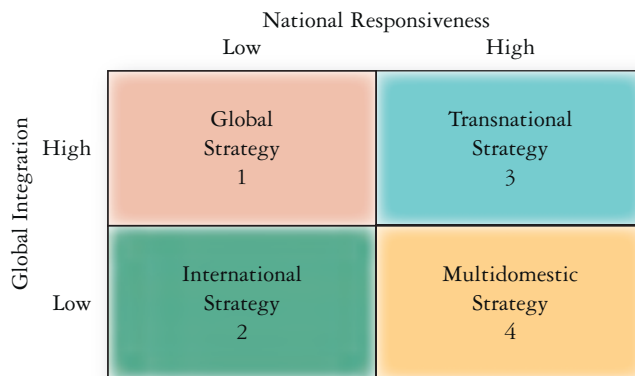 National Responsiveness
Low
High
Global Integration
High
Global
Strategy
1
Transnational
Strategy
3
Low
International
Strategy
2
Multidomestic
Strategy
4